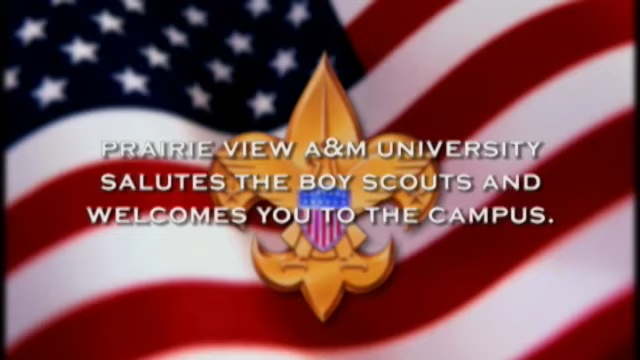 PRAIRIE VIEW A&M UNIVERSITY
SALUTES THE BOY SCOUTS AND
WELCOMES YOU TO THE CAMPUS.